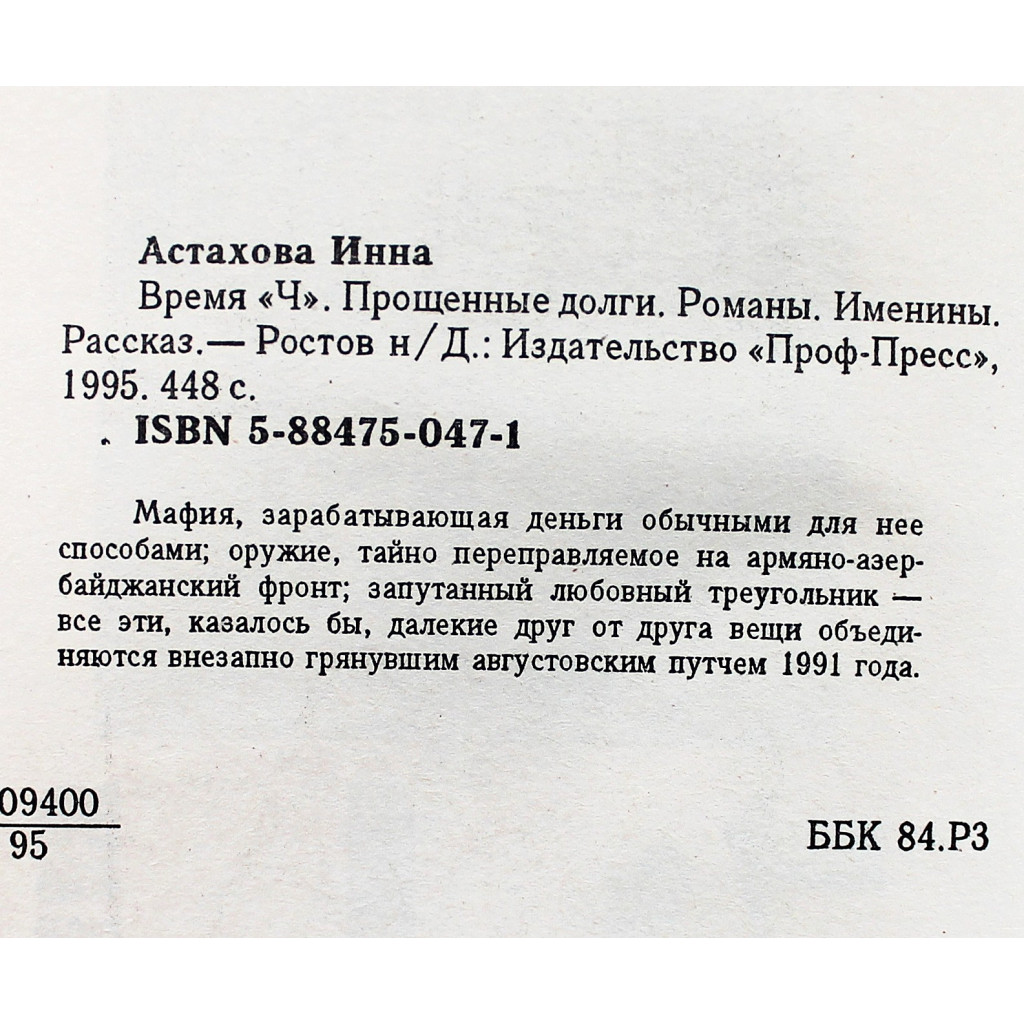 Астахова Инна
Время «Ч». Прощенные долги. Романы. Именины.
Рассказ.— Ростов н/Д.: Издательство «Проф-Пресс»,
1995. 448 с.
ISBN 5-88475-047-1
Мафия, зарабатывающая деньги обычными для нее
способами; оружие, тайно переправляемое на армяно-азер-
байджанский фронт; запутанный любовный треугольник —
все эти, казалось бы, далекие друг от друга вещи объеди-
няются внезапно грянувшим августовским путчем 1991 года.
09400
95
ББК 84.Р3